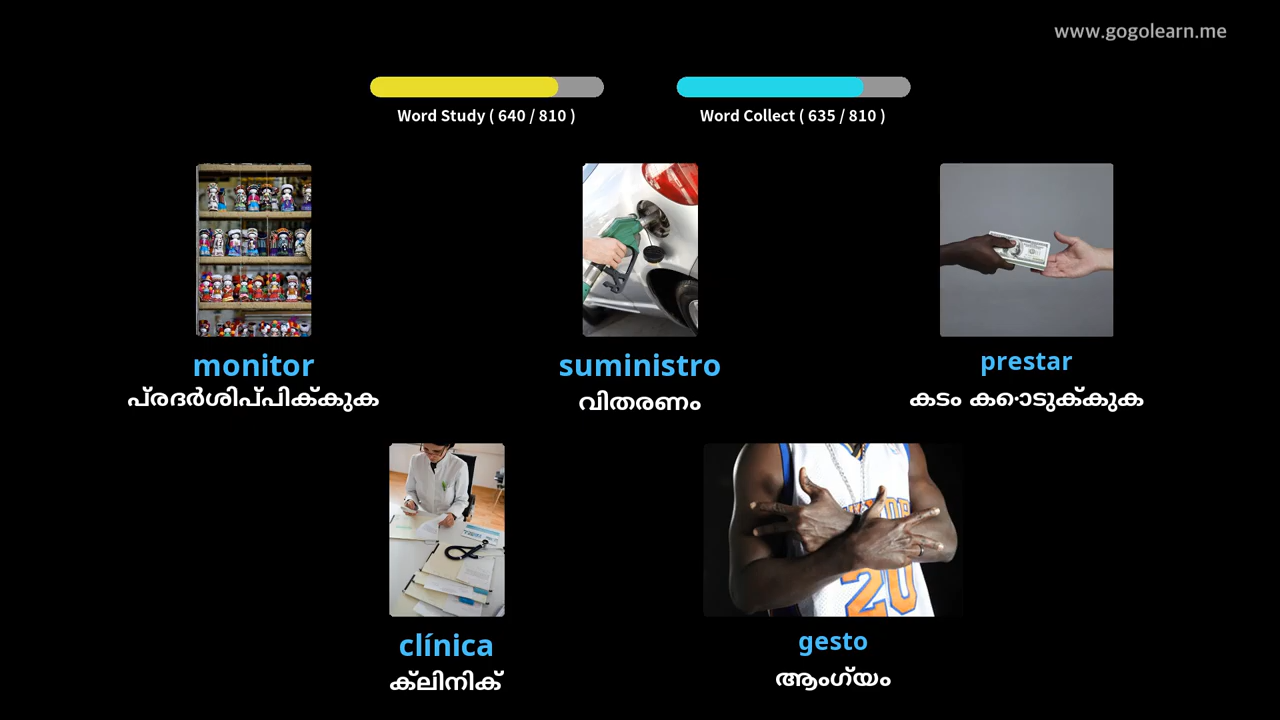 www.gogolearn.me
Word Study ( 640 / 810 )
Word Collect ( 635 / 810 )
monitor
suministro
prestar
പ്രദർശിപ്പിക്കുക
വിതരണം
കടം കൊടുക്കുക
clínica
gesto
ക്ലിനിക്
ആംഗ്യം
20